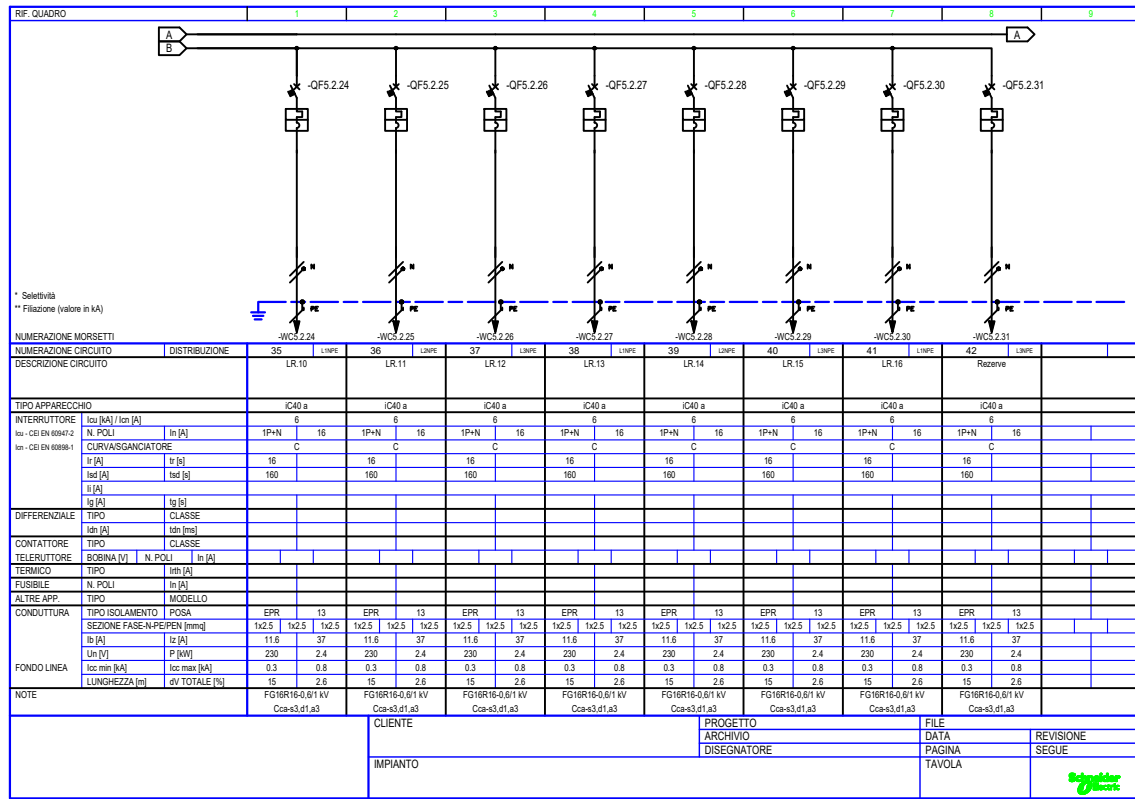 RIF. QUADRO 1 2 3 4 5 6 7 8 9
A A
B
-QF5.2.24 -QF5.2.25 -QF5.2.26 -QF5.2.27 -QF5.2.28 -QF5.2.29 -QF5.2.30 -QF5.2.31
N N N N N N N N
* Selettività
** Filiazione (valore in kA)
PE PE PE PE PE PE PE PE
NUMERAZIONE MORSETTI -WC5.2.24 -WC5.2.25 -WC5.2.26 -WC5.2.27 -WC5.2.28 -WC5.2.29 -WC5.2.30 -WC5.2.31
NUMERAZIONE CIRCUITO DISTRIBUZIONE 35 L1NPE 36 L2NPE 37 L3NPE 38 L1NPE 39 L2NPE 40 L3NPE 41 L1NPE 42 L3NPE
DESCRIZIONE CIRCUITO LR.10 LR.11 LR.12 LR.13 LR.14 LR.15 LR.16 Rezerve
TIPO APPARECCHIO iC40 a iC40 a iC40 a iC40 a iC40 a iC40 a iC40 a iC40 a
INTERRUTTORE Icu [kA] / Icn [A] 6 6 6 6 6 6 6 6
Icu - CEI EN 60947-2 N. POLI In [A] 1P+N 16 1P+N 16 1P+N 16 1P+N 16 1P+N 16 1P+N 16 1P+N 16 1P+N 16
Icn - CEI EN 60898-1 CURVA/SGANCIATORE C C C C C C C C
Ir [A] tr [s] 16 16 16 16 16 16 16 16
Isd [A] tsd [s] 160 160 160 160 160 160 160 160
Ii [A]
Ig [A] tg [s]
DIFFERENZIALE TIPO CLASSE
Idn [A] tdn [ms]
CONTATTORE TIPO CLASSE
TELERUTTORE BOBINA [V] N. POLI In [A]
TERMICO TIPO Irth [A]
FUSIBILE N. POLI In [A]
ALTRE APP. TIPO MODELLO
CONDUTTURA TIPO ISOLAMENTO POSA EPR 13 EPR 13 EPR 13 EPR 13 EPR 13 EPR 13 EPR 13 EPR 13
SEZIONE FASE-N-PE/PEN [mmq] 1x2.5 1x2.5 1x2.5 1x2.5 1x2.5 1x2.5 1x2.5 1x2.5 1x2.5 1x2.5 1x2.5 1x2.5 1x2.5 1x2.5 1x2.5 1x2.5 1x2.5 1x2.5 1x2.5 1x2.5 1x2.5 1x2.5 1x2.5 1x2.5
Ib [A] Iz [A] 11.6 37 11.6 37 11.6 37 11.6 37 11.6 37 11.6 37 11.6 37 11.6 37
Un [V] P [kW] 230 2.4 230 2.4 230 2.4 230 2.4 230 2.4 230 2.4 230 2.4 230 2.4
FONDO LINEA Icc min [kA] Icc max [kA] 0.3 0.8 0.3 0.8 0.3 0.8 0.3 0.8 0.3 0.8 0.3 0.8 0.3 0.8 0.3 0.8
LUNGHEZZA [m] dV TOTALE [%] 15 2.6 15 2.6 15 2.6 15 2.6 15 2.6 15 2.6 15 2.6 15 2.6
NOTE FG16R16-0,6/1 kV FG16R16-0,6/1 kV FG16R16-0,6/1 kV FG16R16-0,6/1 kV FG16R16-0,6/1 kV FG16R16-0,6/1 kV FG16R16-0,6/1 kV FG16R16-0,6/1 kV
Cca-s3,d1,a3 Cca-s3,d1,a3 Cca-s3,d1,a3 Cca-s3,d1,a3 Cca-s3,d1,a3 Cca-s3,d1,a3 Cca-s3,d1,a3 Cca-s3,d1,a3
CLIENTE PROGETTO FILE
ARCHIVIO DATA REVISIONE
DISEGNATORE PAGINA SEGUE
IMPIANTO TAVOLA
Schneider
Electric